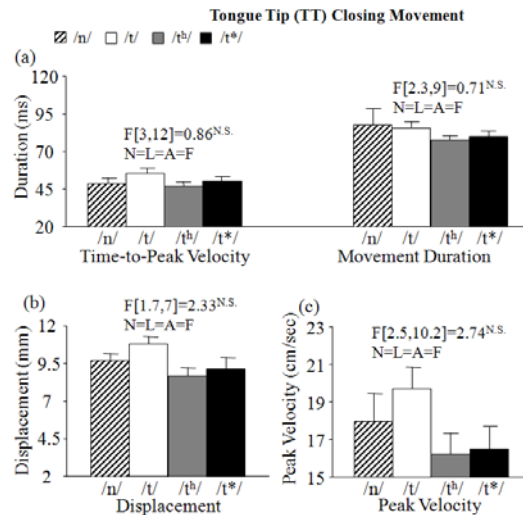 Tongue Tip (TT) Closing Movement
/n/ /t/ /tʰ/ /t*/
(a)
Duration (ms)
120
95
70
45
20
F[3,12]=0.86N.S.
N=L=A=F
F[2.3,9]=0.71N.S.
N=L=A=F
/n/ /t/ /tʰ/ /t*/ /n/ /t/ /tʰ/ /t*/
Time-to-Peak Velocity Movement Duration
(b)
Displacement (mm)
12
9.5
7
4.5
2
F[1.7,7]=2.33N.S.
N=L=A=F
/n/ /t/ /tʰ/ /t*/
Displacement
(c)
Peak Velocity (cm/sec)
23
21
19
17
15
F[2.5,10.2]=2.74N.S.
N=L=A=F
/n/ /t/ /tʰ/ /t*/
Peak Velocity